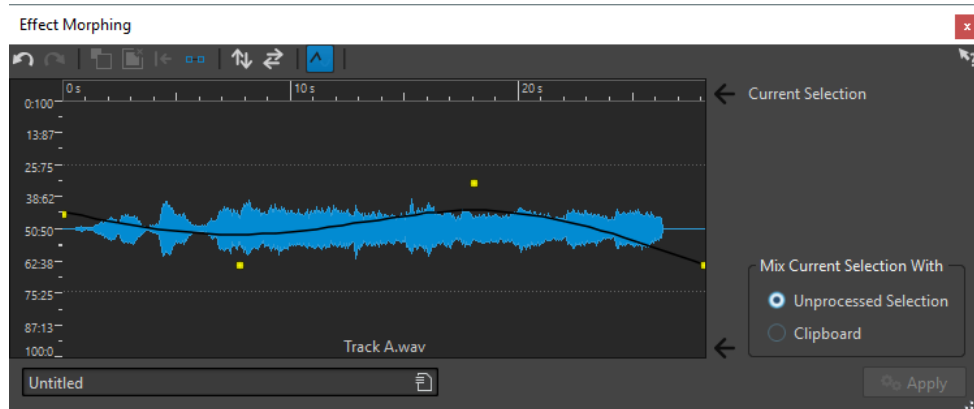 Effect Morphing
x
0 s 10 s 20 s
0:100
Current Selection
13:87
25:75
38:62
50:50
62:38
Mix Current Selection With
75:25
Unprocessed Selection
87:13
Clipboard
100:0
Track A.wav
Untitled
Apply